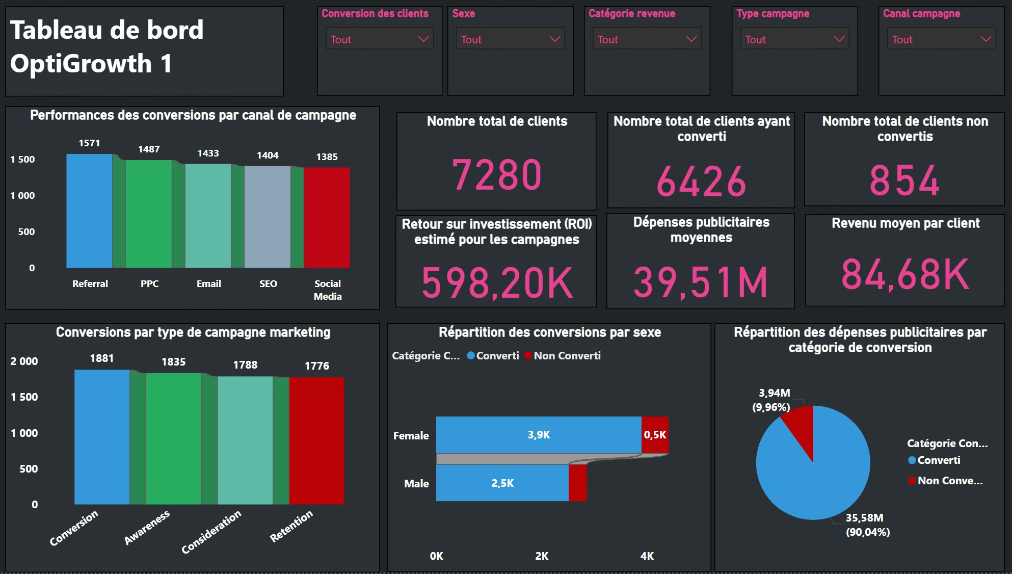 Tableau de bord
OptiGrowth 1
Conversion des clients
Tout
Sexe
Tout
Catégorie revenue
Tout
Type campagne
Tout
Canal campagne
Tout
Performances des conversions par canal de campagne
1571
1487
1433
1404
1385
1 500
1 000
500
0
Referral
PPC
Email
SEO
Social
Media
Nombre total de clients
7280
Nombre total de clients ayant
converti
6426
Nombre total de clients non
convertis
854
Retour sur investissement (ROI)
estimé pour les campagnes
598,20K
Dépenses publicitaires
moyennes
39,51M
Revenu moyen par client
84,68K
Conversions par type de campagne marketing
1881
1835
1788
1776
2 000
1 500
1 000
500
0
Conversion
Awareness
Consideration
Retention
Répartition des conversions par sexe
Catégorie C... Converti Non Converti
Female
3,9K
0,5K
Male
2,5K
0K
2K
4K
Répartition des dépenses publicitaires par
catégorie de conversion
3,94M
(9,96%)
Catégorie Con...
Converti
Non Conve...
35,58M
(90,04%)